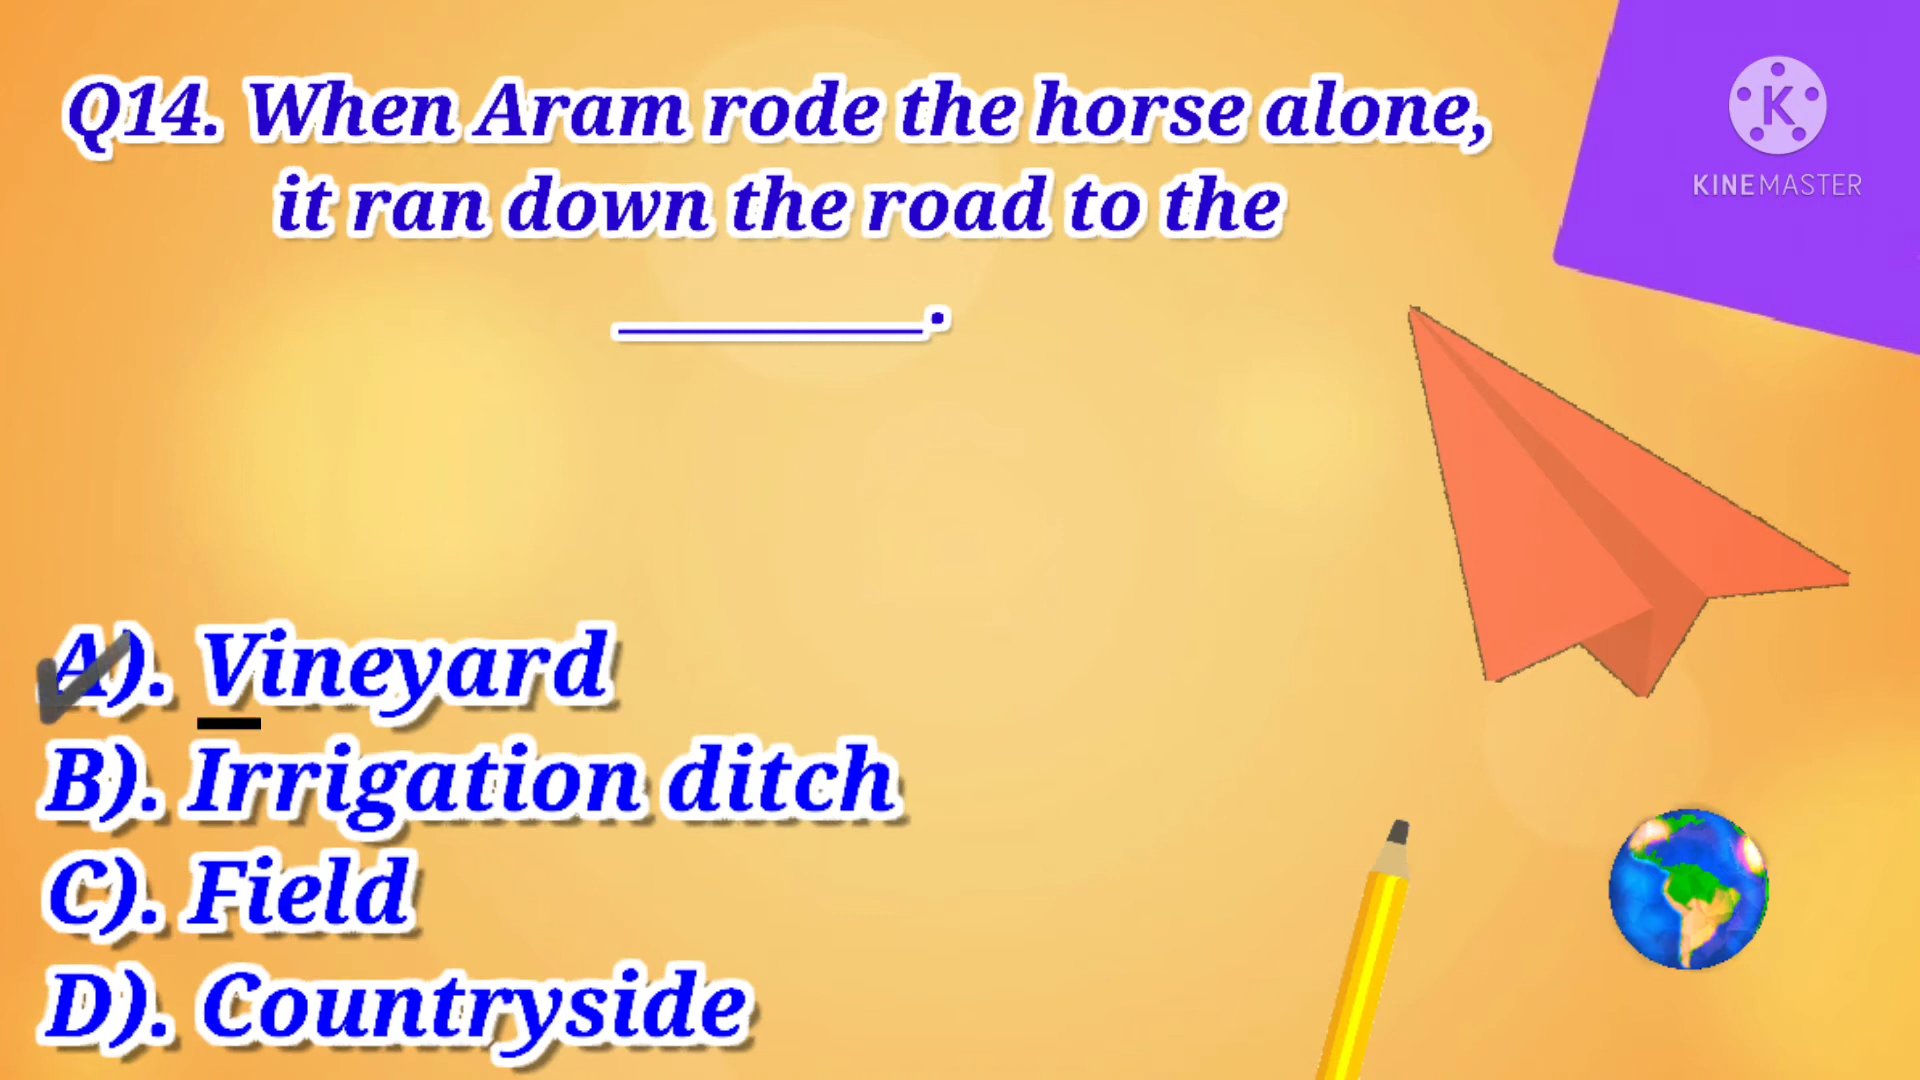 Q14. When Aram rode the horse alone,
it ran down the road to the
__________.
KINEMASTER
A). Vineyard
B). Irrigation ditch
C). Field
D). Countryside